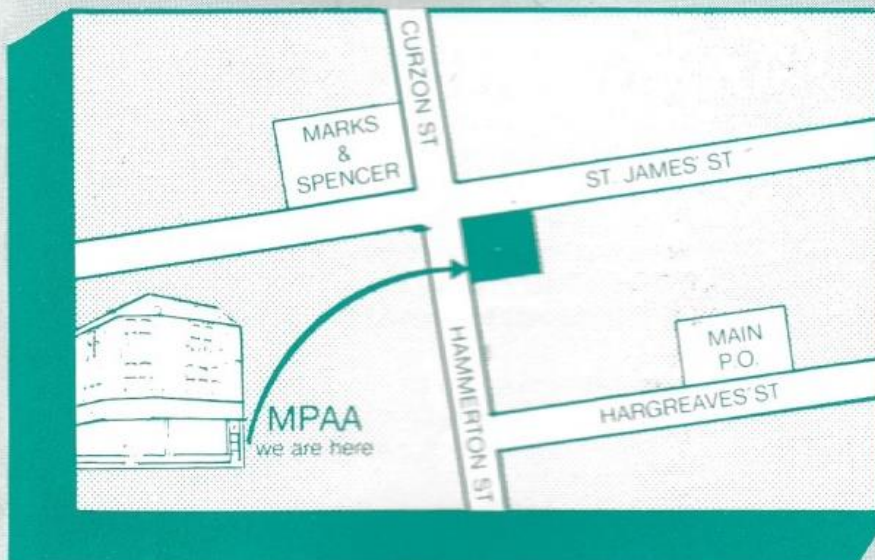 CURZON ST
MARKS
&
SPENCER
ST. JAMES' ST
HAMMERTON ST
MAIN
P.O.
HARGREAVES' ST
MPAA
we are here